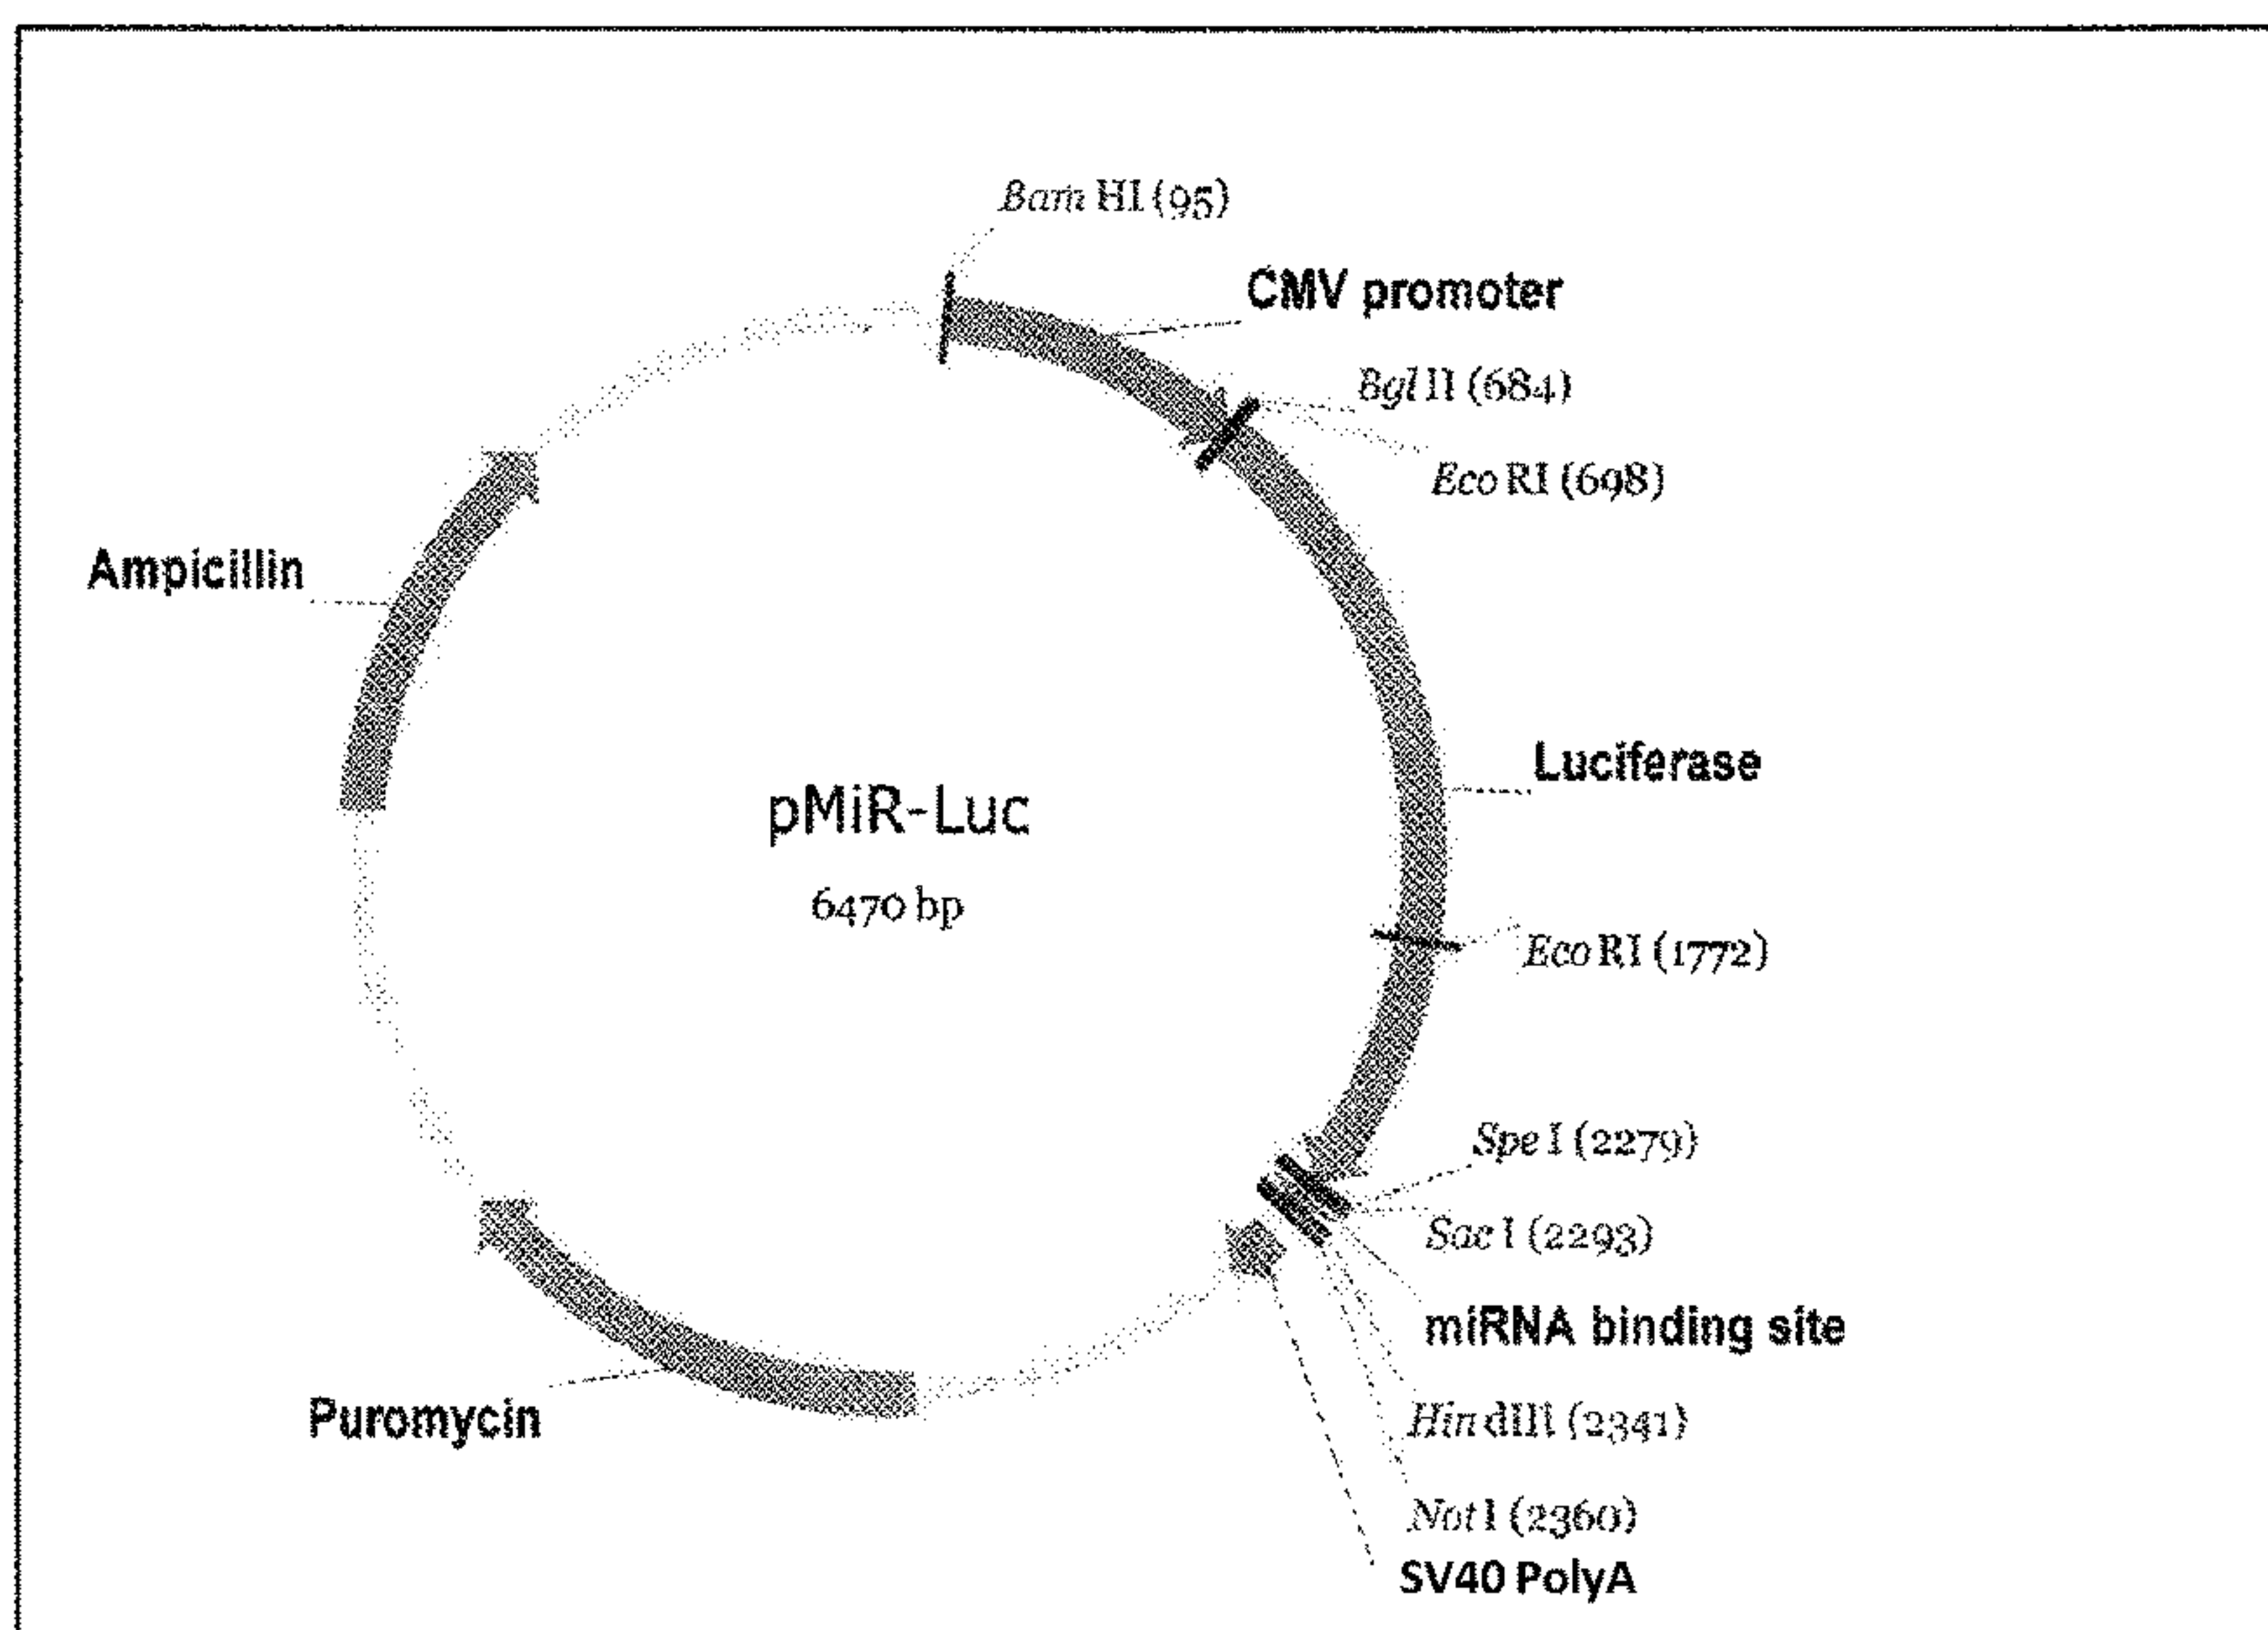 Bam HI (95)
CMV promoter
Bgl II (684)
Eco RI (698)
Ampicillin
Luciferase
pMiR-Luc
6470 bp
Eco RI (1772)
Spe I (2279)
Sac I (2293)
miRNA binding site
Puromycin
Hin dIII (2341)
Not I (2360)
SV40 PolyA